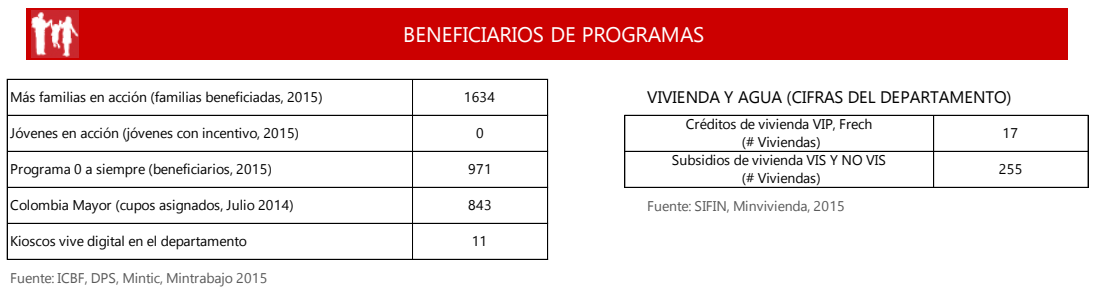 BENEFICIARIOS DE PROGRAMAS
Más familias en acción (familias beneficiadas, 2015) 1634
Jóvenes en acción (jóvenes con incentivo, 2015) 0
Programa 0 a siempre (beneficiarios, 2015) 971
Colombia Mayor (cupos asignados, Julio 2014) 843
Kioscos vive digital en el departamento 11
Fuente: ICBF, DPS, Mintic, Mintrabajo 2015
VIVIENDA Y AGUA (CIFRAS DEL DEPARTAMENTO)
Créditos de vivienda VIP, Frech
(# Viviendas) 17
Subsidios de vivienda VIS Y NO VIS
(# Viviendas) 255
Fuente: SIFIN, Minvivienda, 2015